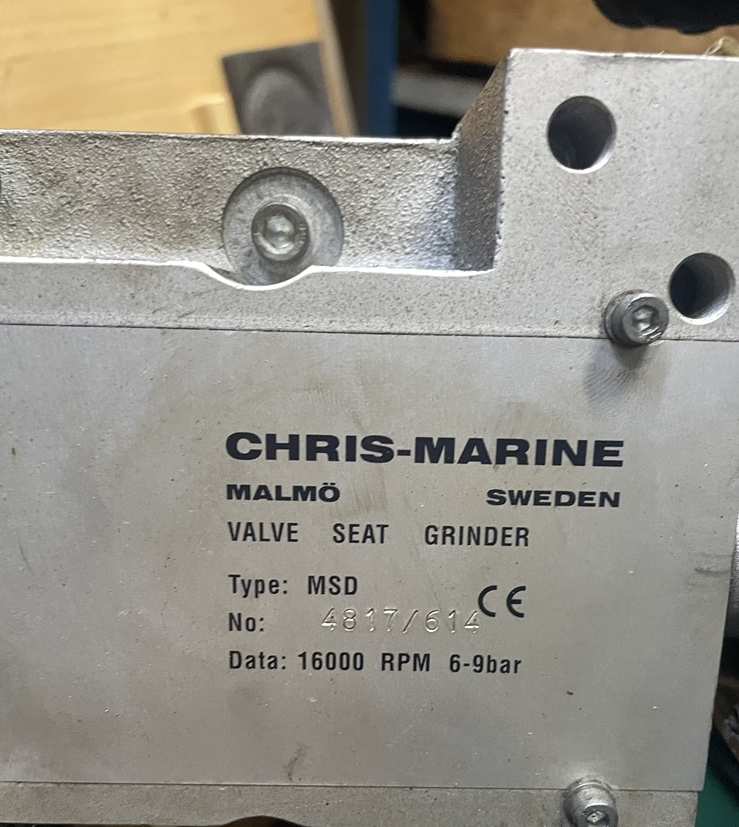 CHRIS-MARINE
MALMÖ SWEDEN
VALVE SEAT GRINDER
Type: MSD CE
No: 4817/614
Data: 16000 RPM 6-9bar